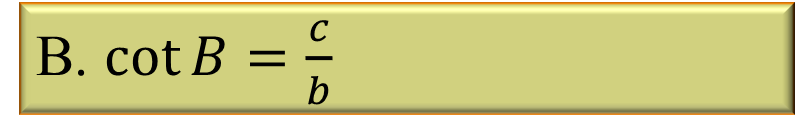 B. cot B = c/b